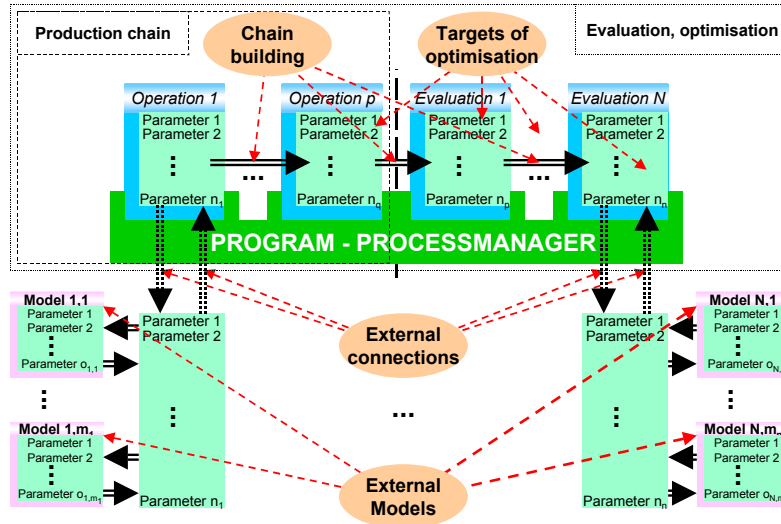 Production chain
Chain
building
Targets of
optimisation
Evaluation, optimisation
Operation 1
Parameter 1
Parameter 2
...
Parameter n1
...
Operation p
Parameter 1
Parameter 2
...
Parameter nq
Evaluation 1
Parameter 1
Parameter 2
...
Parameter np
...
Evaluation N
Parameter 1
Parameter 2
...
Parameter nn
PROGRAM - PROCESSMANAGER
Model 1,1
Parameter 1
Parameter 2
...
Parameter o1,1
...
Model 1,m1
Parameter 1
Parameter 2
...
Parameter o1,m1
Parameter 1
Parameter 2
...
Parameter n1
External
connections
...
External
Models
Parameter 1
Parameter 2
...
Parameter nn
Model N,1
Parameter 1
Parameter 2
...
Parameter oN,
...
Model N,m
Parameter 1
Parameter 2
...
Parameter oN,m